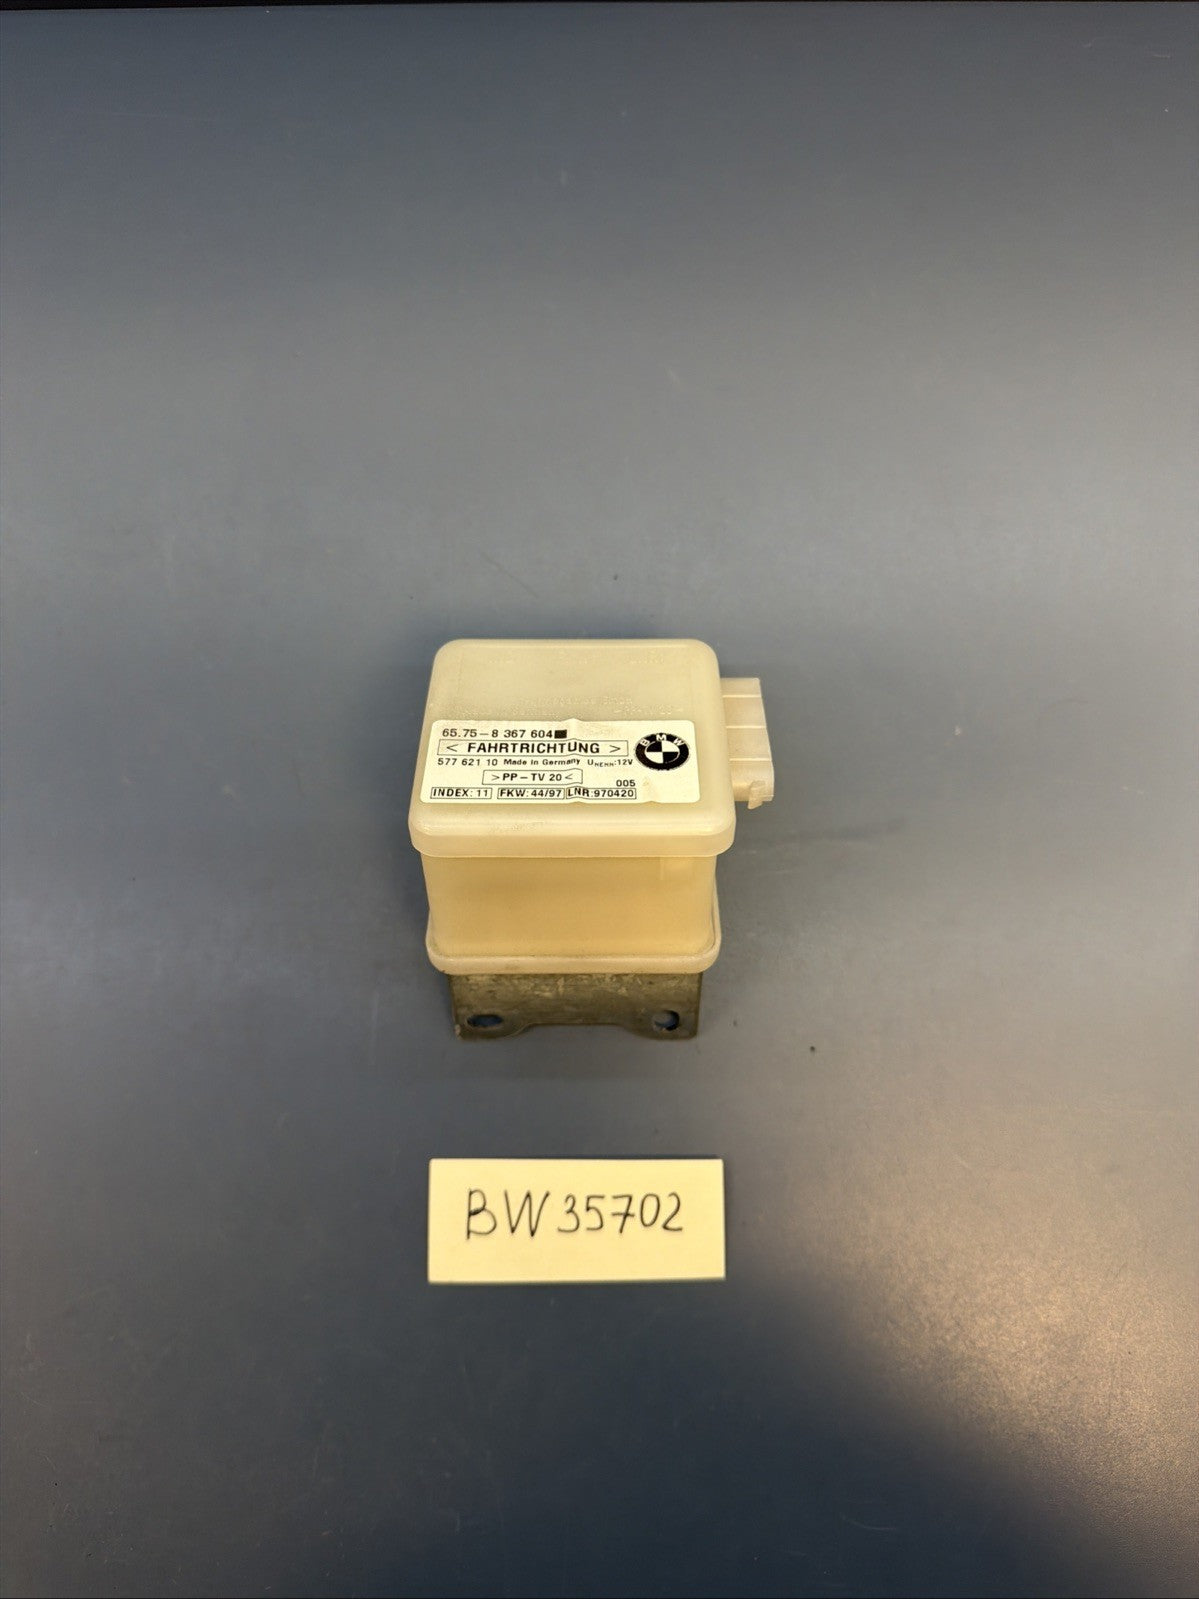 65.75-8 367 604
< FAHRTRICHTUNG >
BMW
577 621 10 Made in Germany UNENN:12V
>PP-TV 20<
005
INDEX: 11 FKW: 44/97 LNR:970420
BW35702